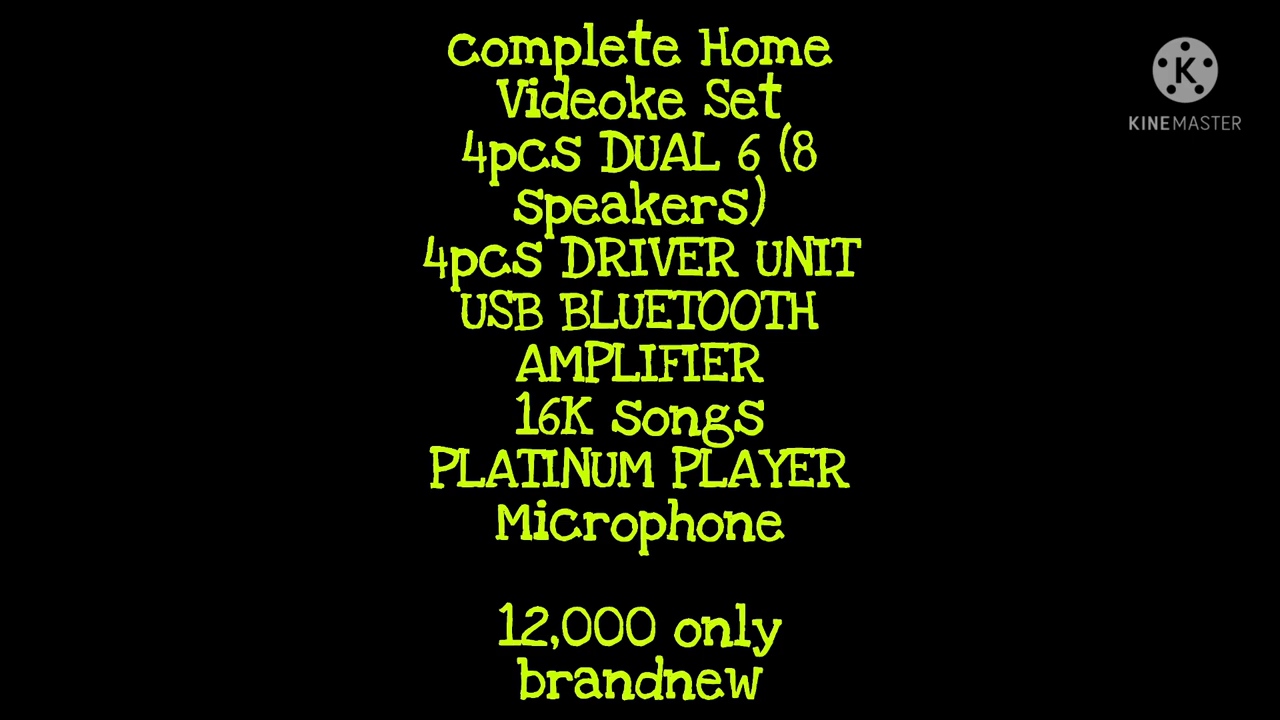 complete Home
Videoke Set
4pcs DUAL 6 (8
speakers)
4pcs DRIVER UNIT
USB BLUETOOTH
AMPLIFIER
16K songs
PLATINUM PLAYER
Microphone
12,000 only
brandnew
K
KINEMASTER